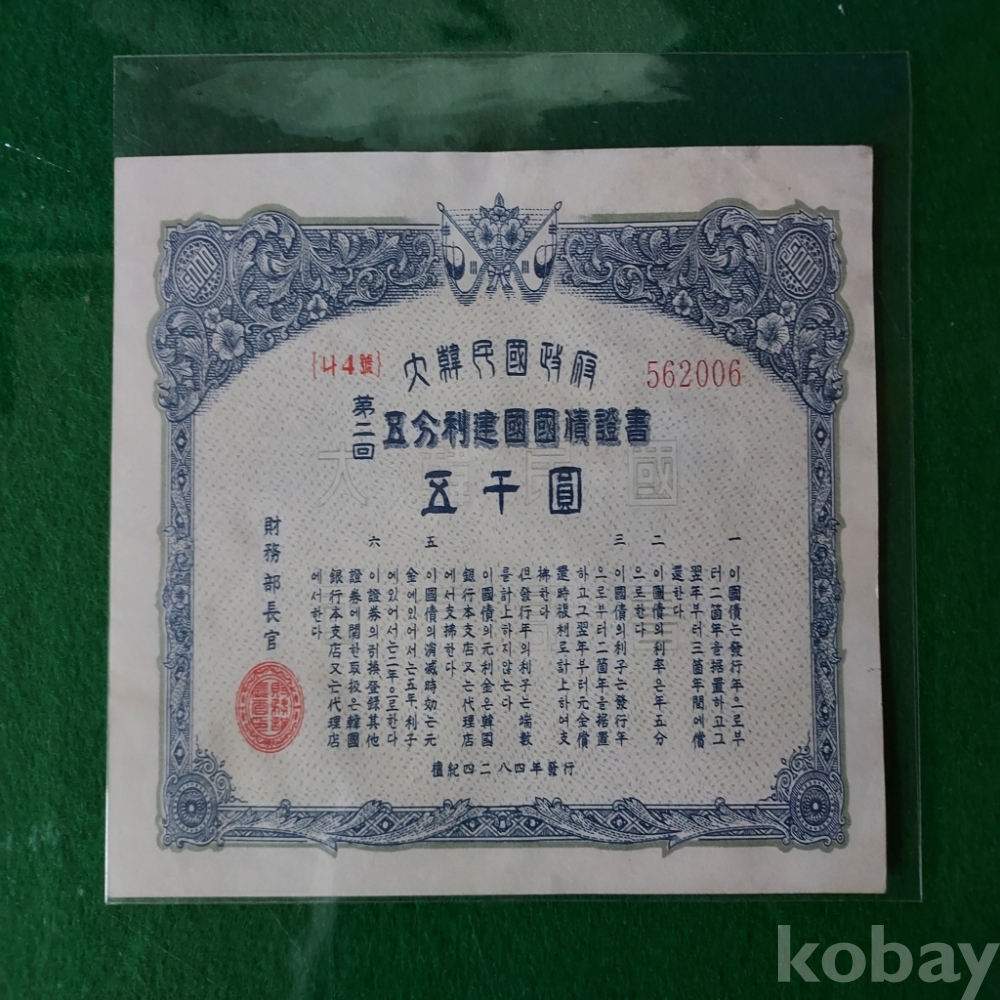 5000
5000
{나4號}
大韓民國政府
562006
第二回
五分利建國國債證書
大韓民國
五千圓
一 이國債는發行年으로부
터二箇年을据置하고그
翌年부터三箇年間에償
還한다
二 이國債의利率은年五分
으로한다
三 이國債의利子는發行年
으로부터二箇年을据置
하고그翌年부터元金償
還時複利로計上하여支
拂한다
但發行年의利子는端數
를計上하지않는다
이國債의元利金은韓國
銀行本支店又는代理店
에서支拂한다
五 이國債의消滅時効는元
金에있어서는五年,利子
에있어서는二年으로한다
六 이證券의引換登録其他
證券에関한取扱은韓國
銀行本支店又는代理店
에서한다
財務部長官
檀紀四二八四年發行
kobay